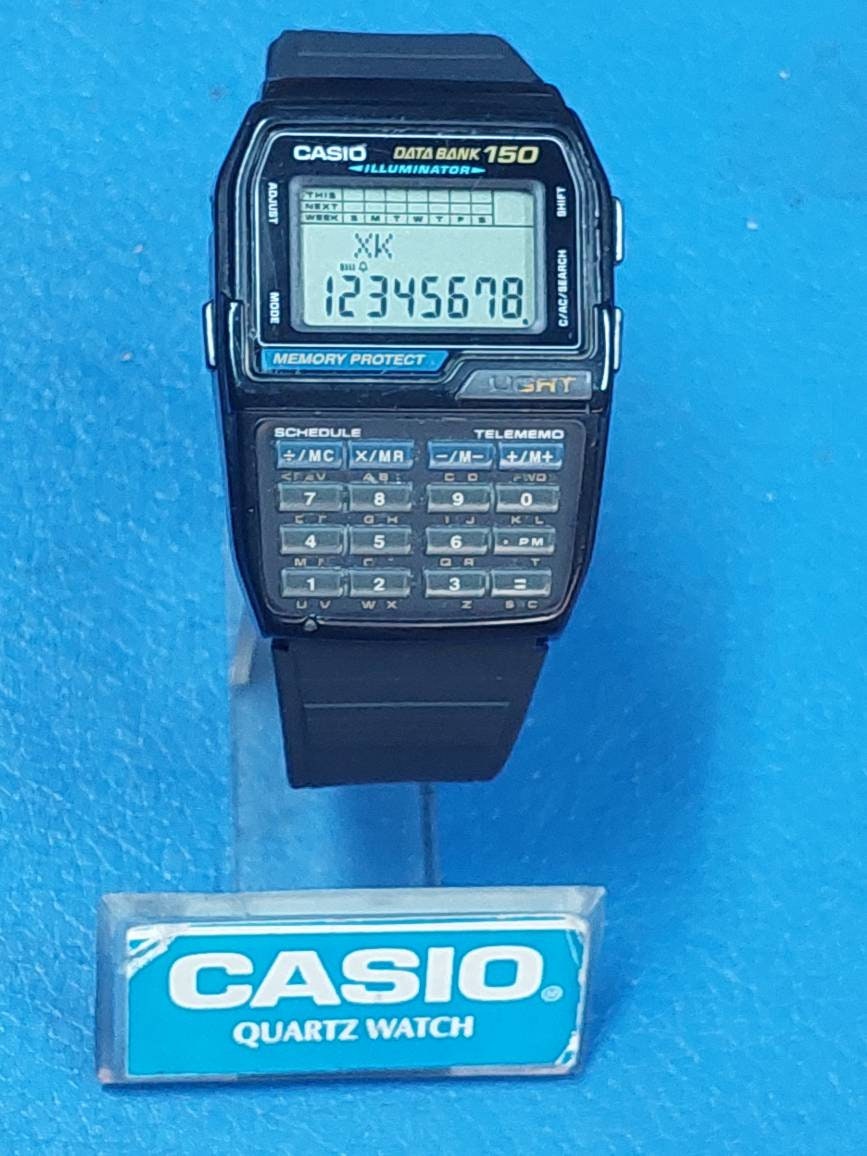 CASIO DATA BANK 150
ILLUMINATOR
ADJUST
SHIFT
THIS
NEXT
WEEK S M T W T F S
XK
12345678.
MODE
C/AC/SEARCH
MEMORY PROTECT
LIGHT
SCHEDULE TELEMEMO
÷/MC X/MR −/M− +/M+
A B C D
7 8 9 0
G H I J K L
4 5 6 · PM
M Q R T
1 2 3 =
U V W X Z
CASIO
QUARTZ WATCH